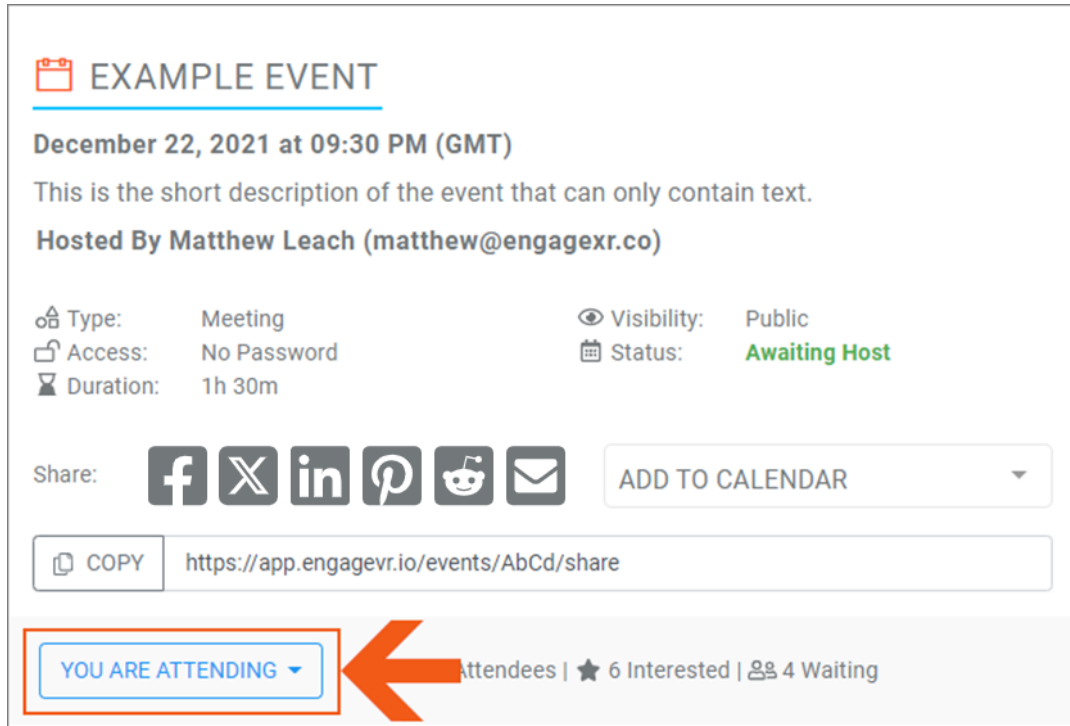 EXAMPLE EVENT
December 22, 2021 at 09:30 PM (GMT)
This is the short description of the event that can only contain text.
Hosted By Matthew Leach (matthew@engagexr.co)
Type: Meeting Visibility: Public
Access: No Password Status: Awaiting Host
Duration: 1h 30m
Share: ADD TO CALENDAR
COPY https://app.engagevr.io/events/AbCd/share
YOU ARE ATTENDING Attendees | 6 Interested | 4 Waiting